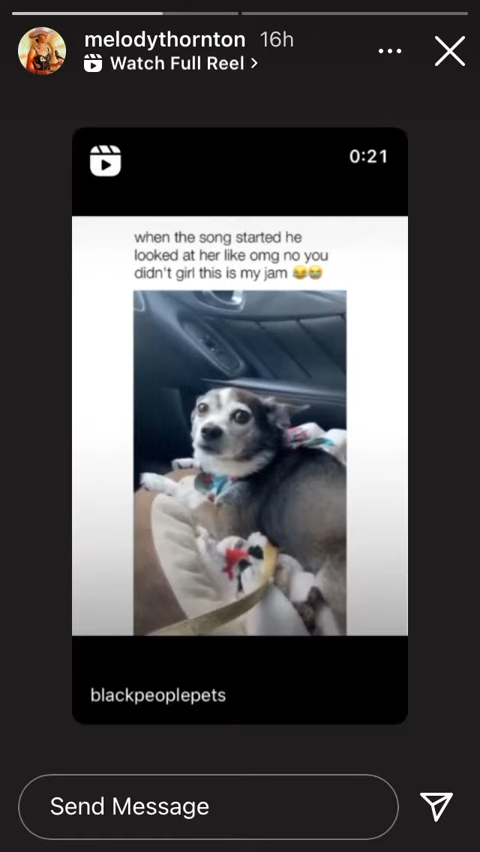 melodythornton 16h
Watch Full Reel >
0:21
when the song started he
looked at her like omg no you
didn't girl this is my jam 😂😭
blackpeoplepets
Send Message